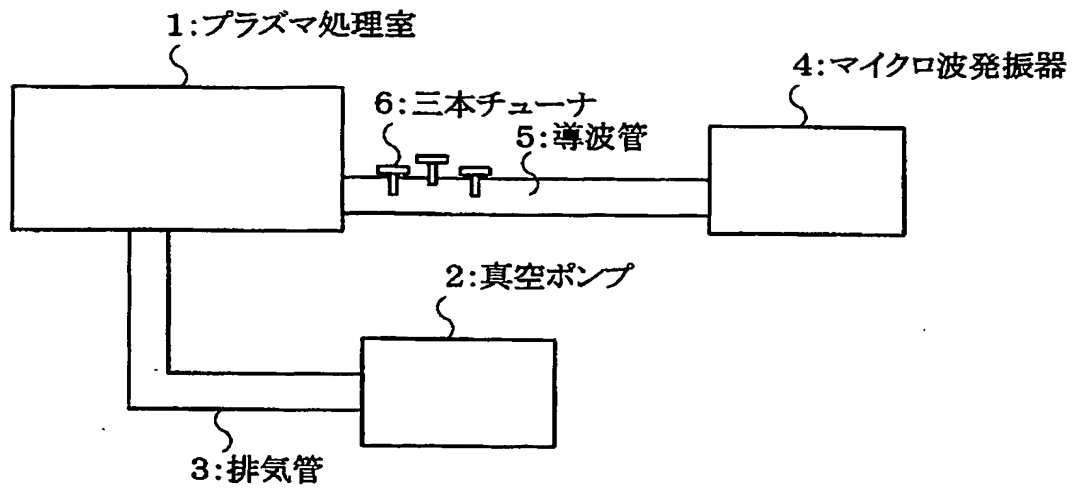 1:プラズマ処理室
4:マイクロ波発振器
6:三本チューナ
5:導波管
2:真空ポンプ
3:排気管